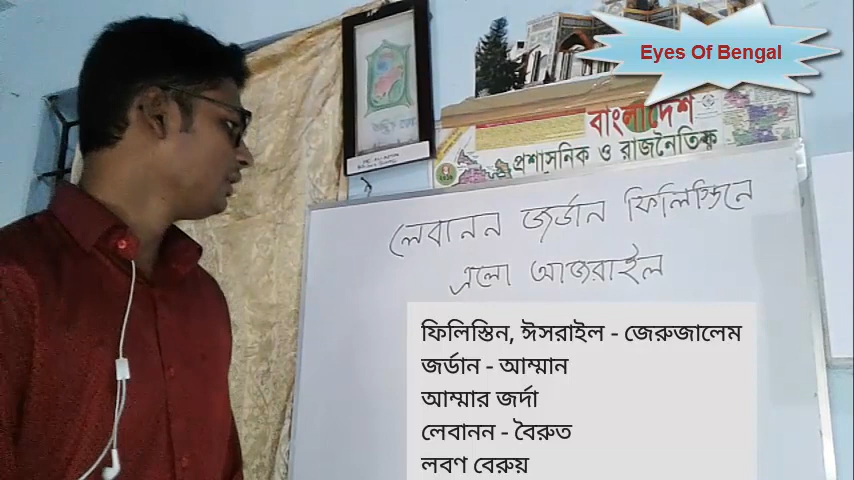 Eyes Of Bengal
বাংলাদেশ
প্রশাসনিক ও রাজনৈতিক
লেবানন জর্ডান ফিলিস্তিনে
এলো আজরাইল
ফিলিস্তিন, ঈসরাইল - জেরুজালেম
জর্ডান - আম্মান
আম্মার জর্দা
লেবানন - বৈরুত
লবণ বেরুয়